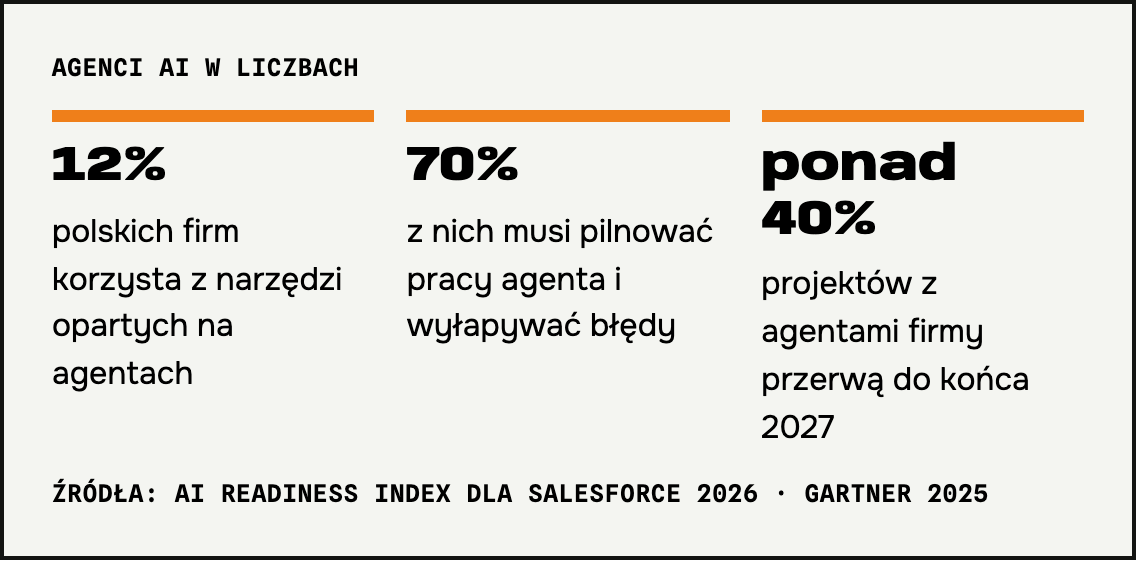 AGENCI AI W LICZBACH
12%
polskich firm
korzysta z narzędzi
opartych na
agentach
70%
z nich musi pilnować
pracy agenta i
wyłapywać błędy
ponad
40%
projektów z
agentami firmy
przerwą do końca
2027
ŹRÓDŁA: AI READINESS INDEX DLA SALESFORCE 2026 · GARTNER 2025